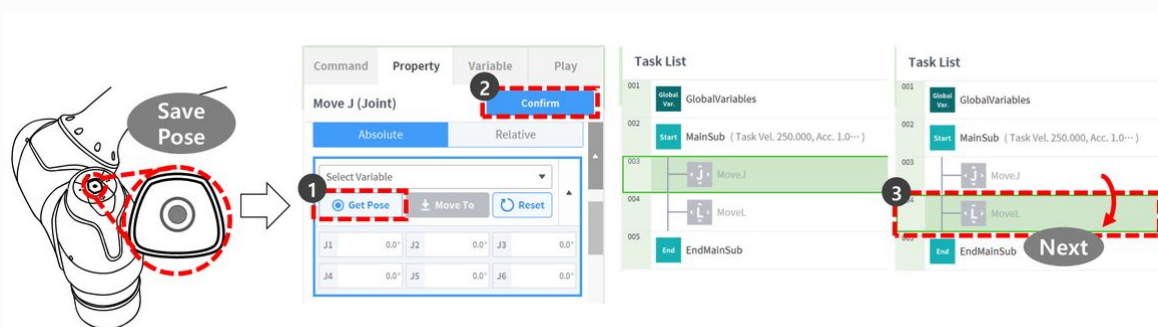 Save
Pose
Command Property Variable Play
2
Move J (Joint) Confirm
Absolute Relative
Select Variable
1
Get Pose Move To Reset
J1 0.0° J2 0.0° J3 0.0°
J4 0.0° J5 0.0° J6 0.0°
Task List
001
Global
Var.
GlobalVariables
002
Start MainSub (Task Vel. 250.000, Acc. 1.0··· )
003
J MoveJ
004
L MoveL
005
End EndMainSub
Task List
001
Global
Var.
GlobalVariables
002
Start MainSub (Task Vel. 250.000, Acc. 1.0··· )
003
J MoveJ
3
004
L MoveL
End EndMainSub
Next